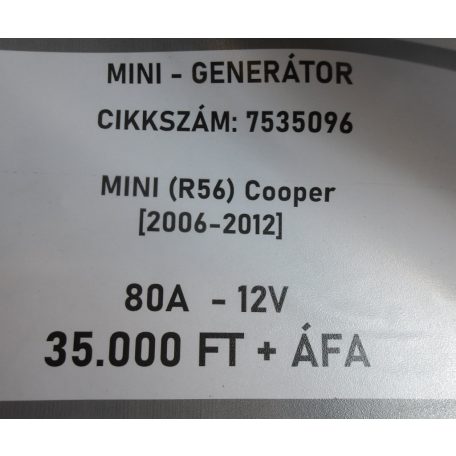 MINI - GENERÁTOR
CIKKSZÁM: 7535096
MINI (R56) Cooper
[2006-2012]
80A - 12V
35.000 FT + ÁFA